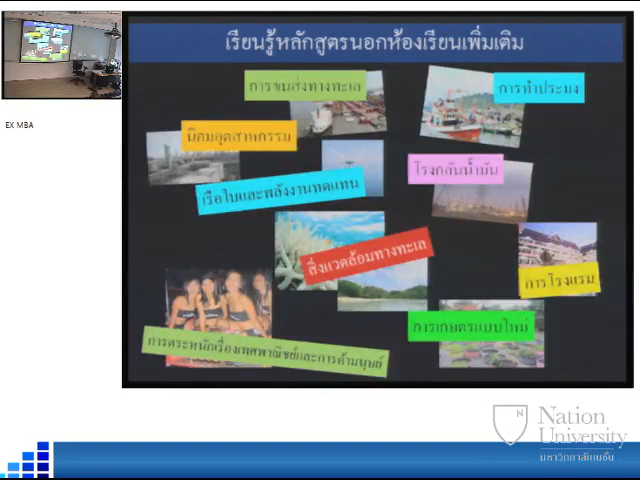 เรียนรู้หลักสูตรนอกห้องเรียนเพิ่มเติม
การขนส่งทางทะเล
การทำประมง
นิคมอุตสาหกรรม
โรงกลั่นน้ำมัน
เรือใบและพลังงานทดแทน
สิ่งแวดล้อมทางทะเล
การโรงแรม
การเกษตรแบบใหม่
การตระหนักเรื่องเพศพาณิชย์และการค้ามนุษย์
EX MBA
N
Nation
University
มหาวิทยาลัยเนชั่น